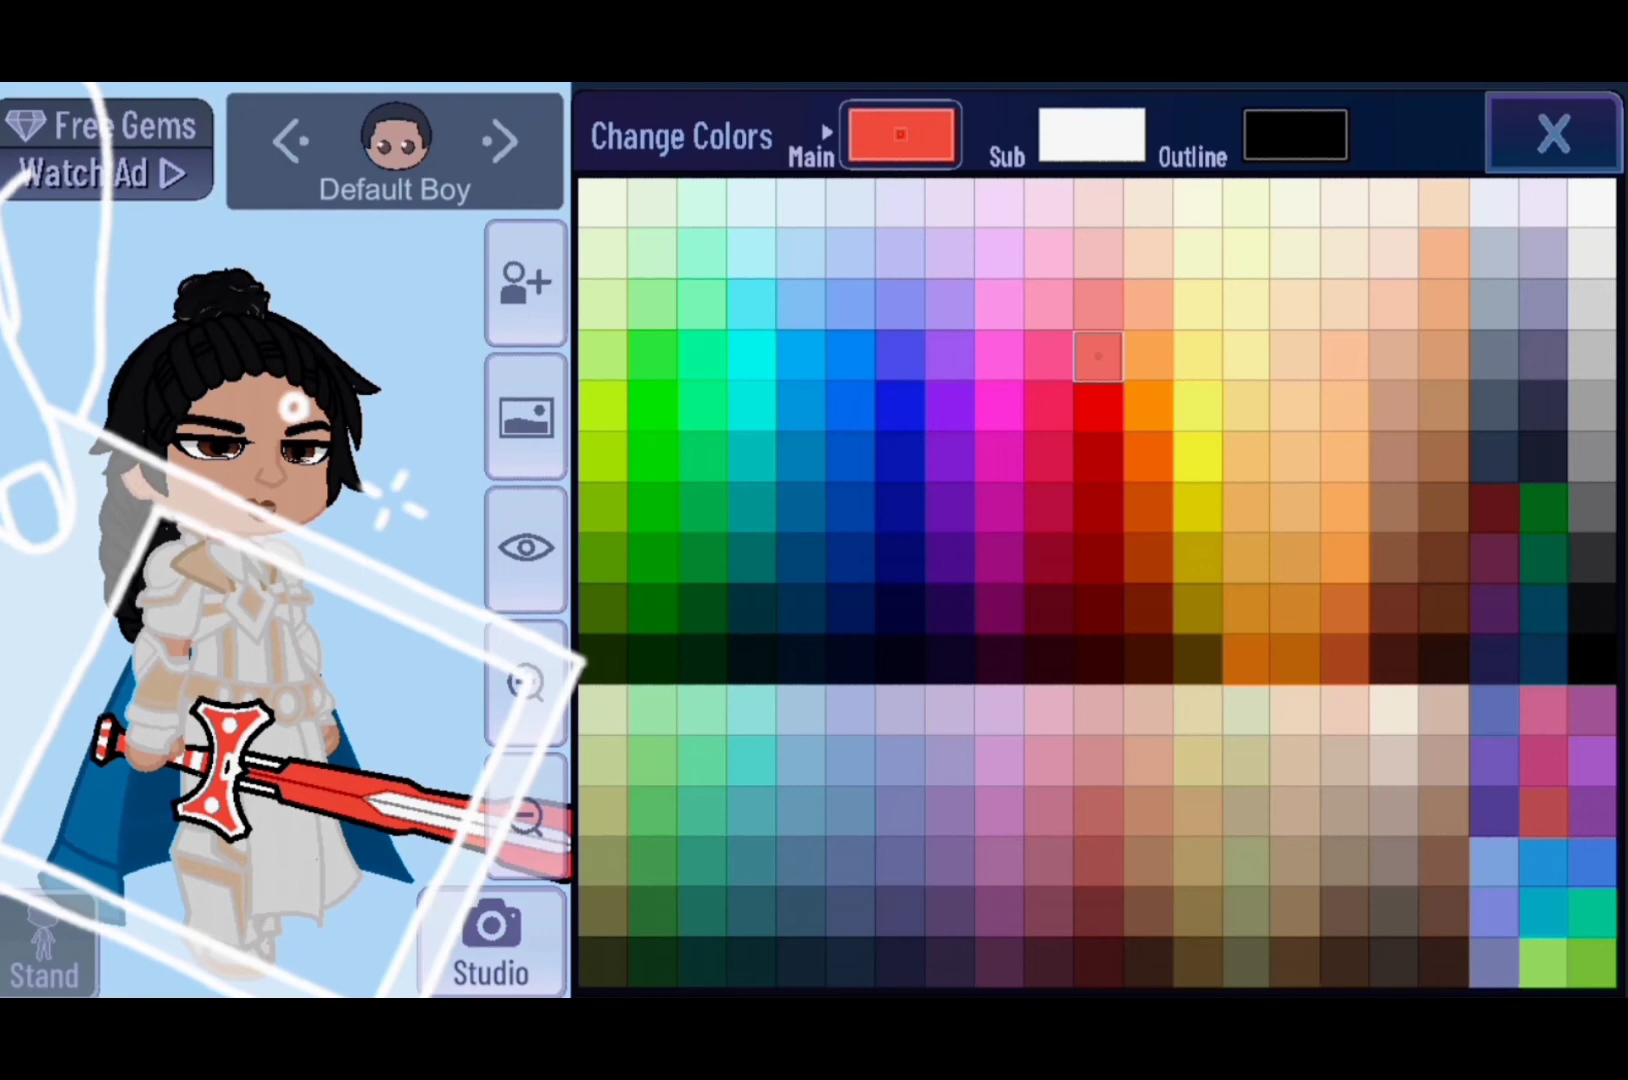 Free Gems
Watch Ad
Default Boy
Change Colors
Main
Sub
Outline
X
Stand
Studio